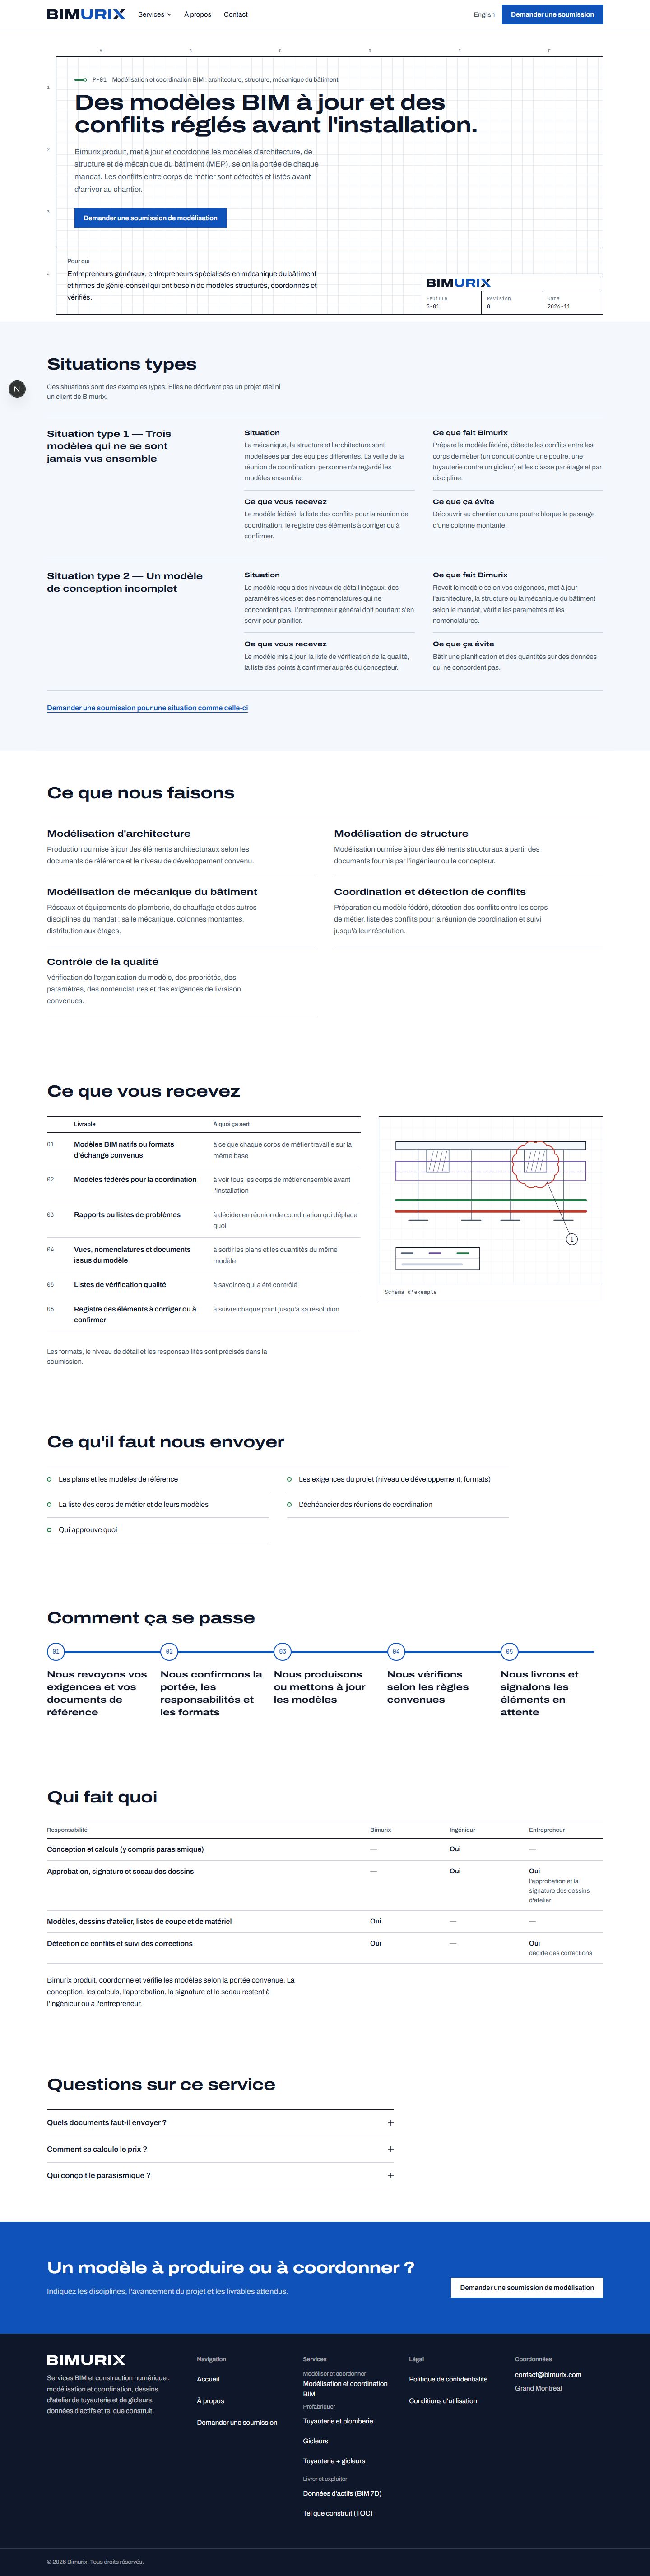 BIMURIX Services À propos Contact English Demander une soumission
A B C D E F
1
2
3
4
P-01 Modélisation et coordination BIM : architecture, structure, mécanique du bâtiment
Des modèles BIM à jour et des
conflits réglés avant l'installation.
Bimurix produit, met à jour et coordonne les modèles d'architecture, de
structure et de mécanique du bâtiment (MEP), selon la portée de chaque
mandat. Les conflits entre corps de métier sont détectés et listés avant
d'arriver au chantier.
Demander une soumission de modélisation
Pour qui
Entrepreneurs généraux, entrepreneurs spécialisés en mécanique du bâtiment
et firmes de génie-conseil qui ont besoin de modèles structurés, coordonnés et
vérifiés.
BIMURIX
Feuille Révision Date
S-01 0 2026-11
N
Situations types
Ces situations sont des exemples types. Elles ne décrivent pas un projet réel ni
un client de Bimurix.
Situation type 1 — Trois
modèles qui ne se sont
jamais vus ensemble
Situation
La mécanique, la structure et l'architecture sont
modélisées par des équipes différentes. La veille de la
réunion de coordination, personne n'a regardé les
modèles ensemble.
Ce que fait Bimurix
Prépare le modèle fédéré, détecte les conflits entre les
corps de métier (un conduit contre une poutre, une
tuyauterie contre un gicleur) et les classe par étage et par
discipline.
Ce que vous recevez
Le modèle fédéré, la liste des conflits pour la réunion de
coordination, le registre des éléments à corriger ou à
confirmer.
Ce que ça évite
Découvrir au chantier qu'une poutre bloque le passage
d'une colonne montante.
Situation type 2 — Un modèle
de conception incomplet
Situation
Le modèle reçu a des niveaux de détail inégaux, des
paramètres vides et des nomenclatures qui ne
concordent pas. L'entrepreneur général doit pourtant s'en
servir pour planifier.
Ce que fait Bimurix
Revoit le modèle selon vos exigences, met à jour
l'architecture, la structure ou la mécanique du bâtiment
selon le mandat, vérifie les paramètres et les
nomenclatures.
Ce que vous recevez
Le modèle mis à jour, la liste de vérification de la qualité,
la liste des points à confirmer auprès du concepteur.
Ce que ça évite
Bâtir une planification et des quantités sur des données
qui ne concordent pas.
Demander une soumission pour une situation comme celle-ci
Ce que nous faisons
Modélisation d'architecture
Production ou mise à jour des éléments architecturaux selon les
documents de référence et le niveau de développement convenu.
Modélisation de structure
Modélisation ou mise à jour des éléments structuraux à partir des
documents fournis par l'ingénieur ou le concepteur.
Modélisation de mécanique du bâtiment
Réseaux et équipements de plomberie, de chauffage et des autres
disciplines du mandat : salle mécanique, colonnes montantes,
distribution aux étages.
Coordination et détection de conflits
Préparation du modèle fédéré, détection des conflits entre les corps
de métier, liste des conflits pour la réunion de coordination et suivi
jusqu'à leur résolution.
Contrôle de la qualité
Vérification de l'organisation du modèle, des propriétés, des
paramètres, des nomenclatures et des exigences de livraison
convenues.
Ce que vous recevez
Livrable À quoi ça sert
01 Modèles BIM natifs ou formats
d'échange convenus
à ce que chaque corps de métier travaille sur la
même base
02 Modèles fédérés pour la coordination
à voir tous les corps de métier ensemble avant
l'installation
03 Rapports ou listes de problèmes
à décider en réunion de coordination qui déplace
quoi
04 Vues, nomenclatures et documents
issus du modèle
à sortir les plans et les quantités du même
modèle
05 Listes de vérification qualité
à savoir ce qui a été contrôlé
06 Registre des éléments à corriger ou à
confirmer
à suivre chaque point jusqu'à sa résolution
1
Schéma d'exemple
Les formats, le niveau de détail et les responsabilités sont précisés dans la
soumission.
Ce qu'il faut nous envoyer
Les plans et les modèles de référence
Les exigences du projet (niveau de développement, formats)
La liste des corps de métier et de leurs modèles
L'échéancier des réunions de coordination
Qui approuve quoi
Comment ça se passe
01 02 03 04 05
Nous revoyons vos
exigences et vos
documents de
référence
Nous confirmons la
portée, les
responsabilités et
les formats
Nous produisons
ou mettons à jour
les modèles
Nous vérifions
selon les règles
convenues
Nous livrons et
signalons les
éléments en
attente
Qui fait quoi
Responsabilité Bimurix Ingénieur Entrepreneur
Conception et calculs (y compris parasismique) — Oui —
Approbation, signature et sceau des dessins — Oui Oui
l'approbation et la
signature des dessins
d'atelier
Modèles, dessins d'atelier, listes de coupe et de matériel Oui — —
Détection de conflits et suivi des corrections Oui — Oui
décide des corrections
Bimurix produit, coordonne et vérifie les modèles selon la portée convenue. La
conception, les calculs, l'approbation, la signature et le sceau restent à
l'ingénieur ou à l'entrepreneur.
Questions sur ce service
Quels documents faut-il envoyer ? +
Comment se calcule le prix ? +
Qui conçoit le parasismique ? +
Un modèle à produire ou à coordonner ?
Indiquez les disciplines, l'avancement du projet et les livrables attendus.
Demander une soumission de modélisation
BIMURIX
Services BIM et construction numérique :
modélisation et coordination, dessins
d'atelier de tuyauterie et de gicleurs,
données d'actifs et tel que construit.
Navigation
Accueil
À propos
Demander une soumission
Services
Modéliser et coordonner
Modélisation et coordination
BIM
Préfabriquer
Tuyauterie et plomberie
Gicleurs
Tuyauterie + gicleurs
Livrer et exploiter
Données d'actifs (BIM 7D)
Tel que construit (TQC)
Légal
Politique de confidentialité
Conditions d'utilisation
Coordonnées
contact@bimurix.com
Grand Montréal
© 2026 Bimurix. Tous droits réservés.